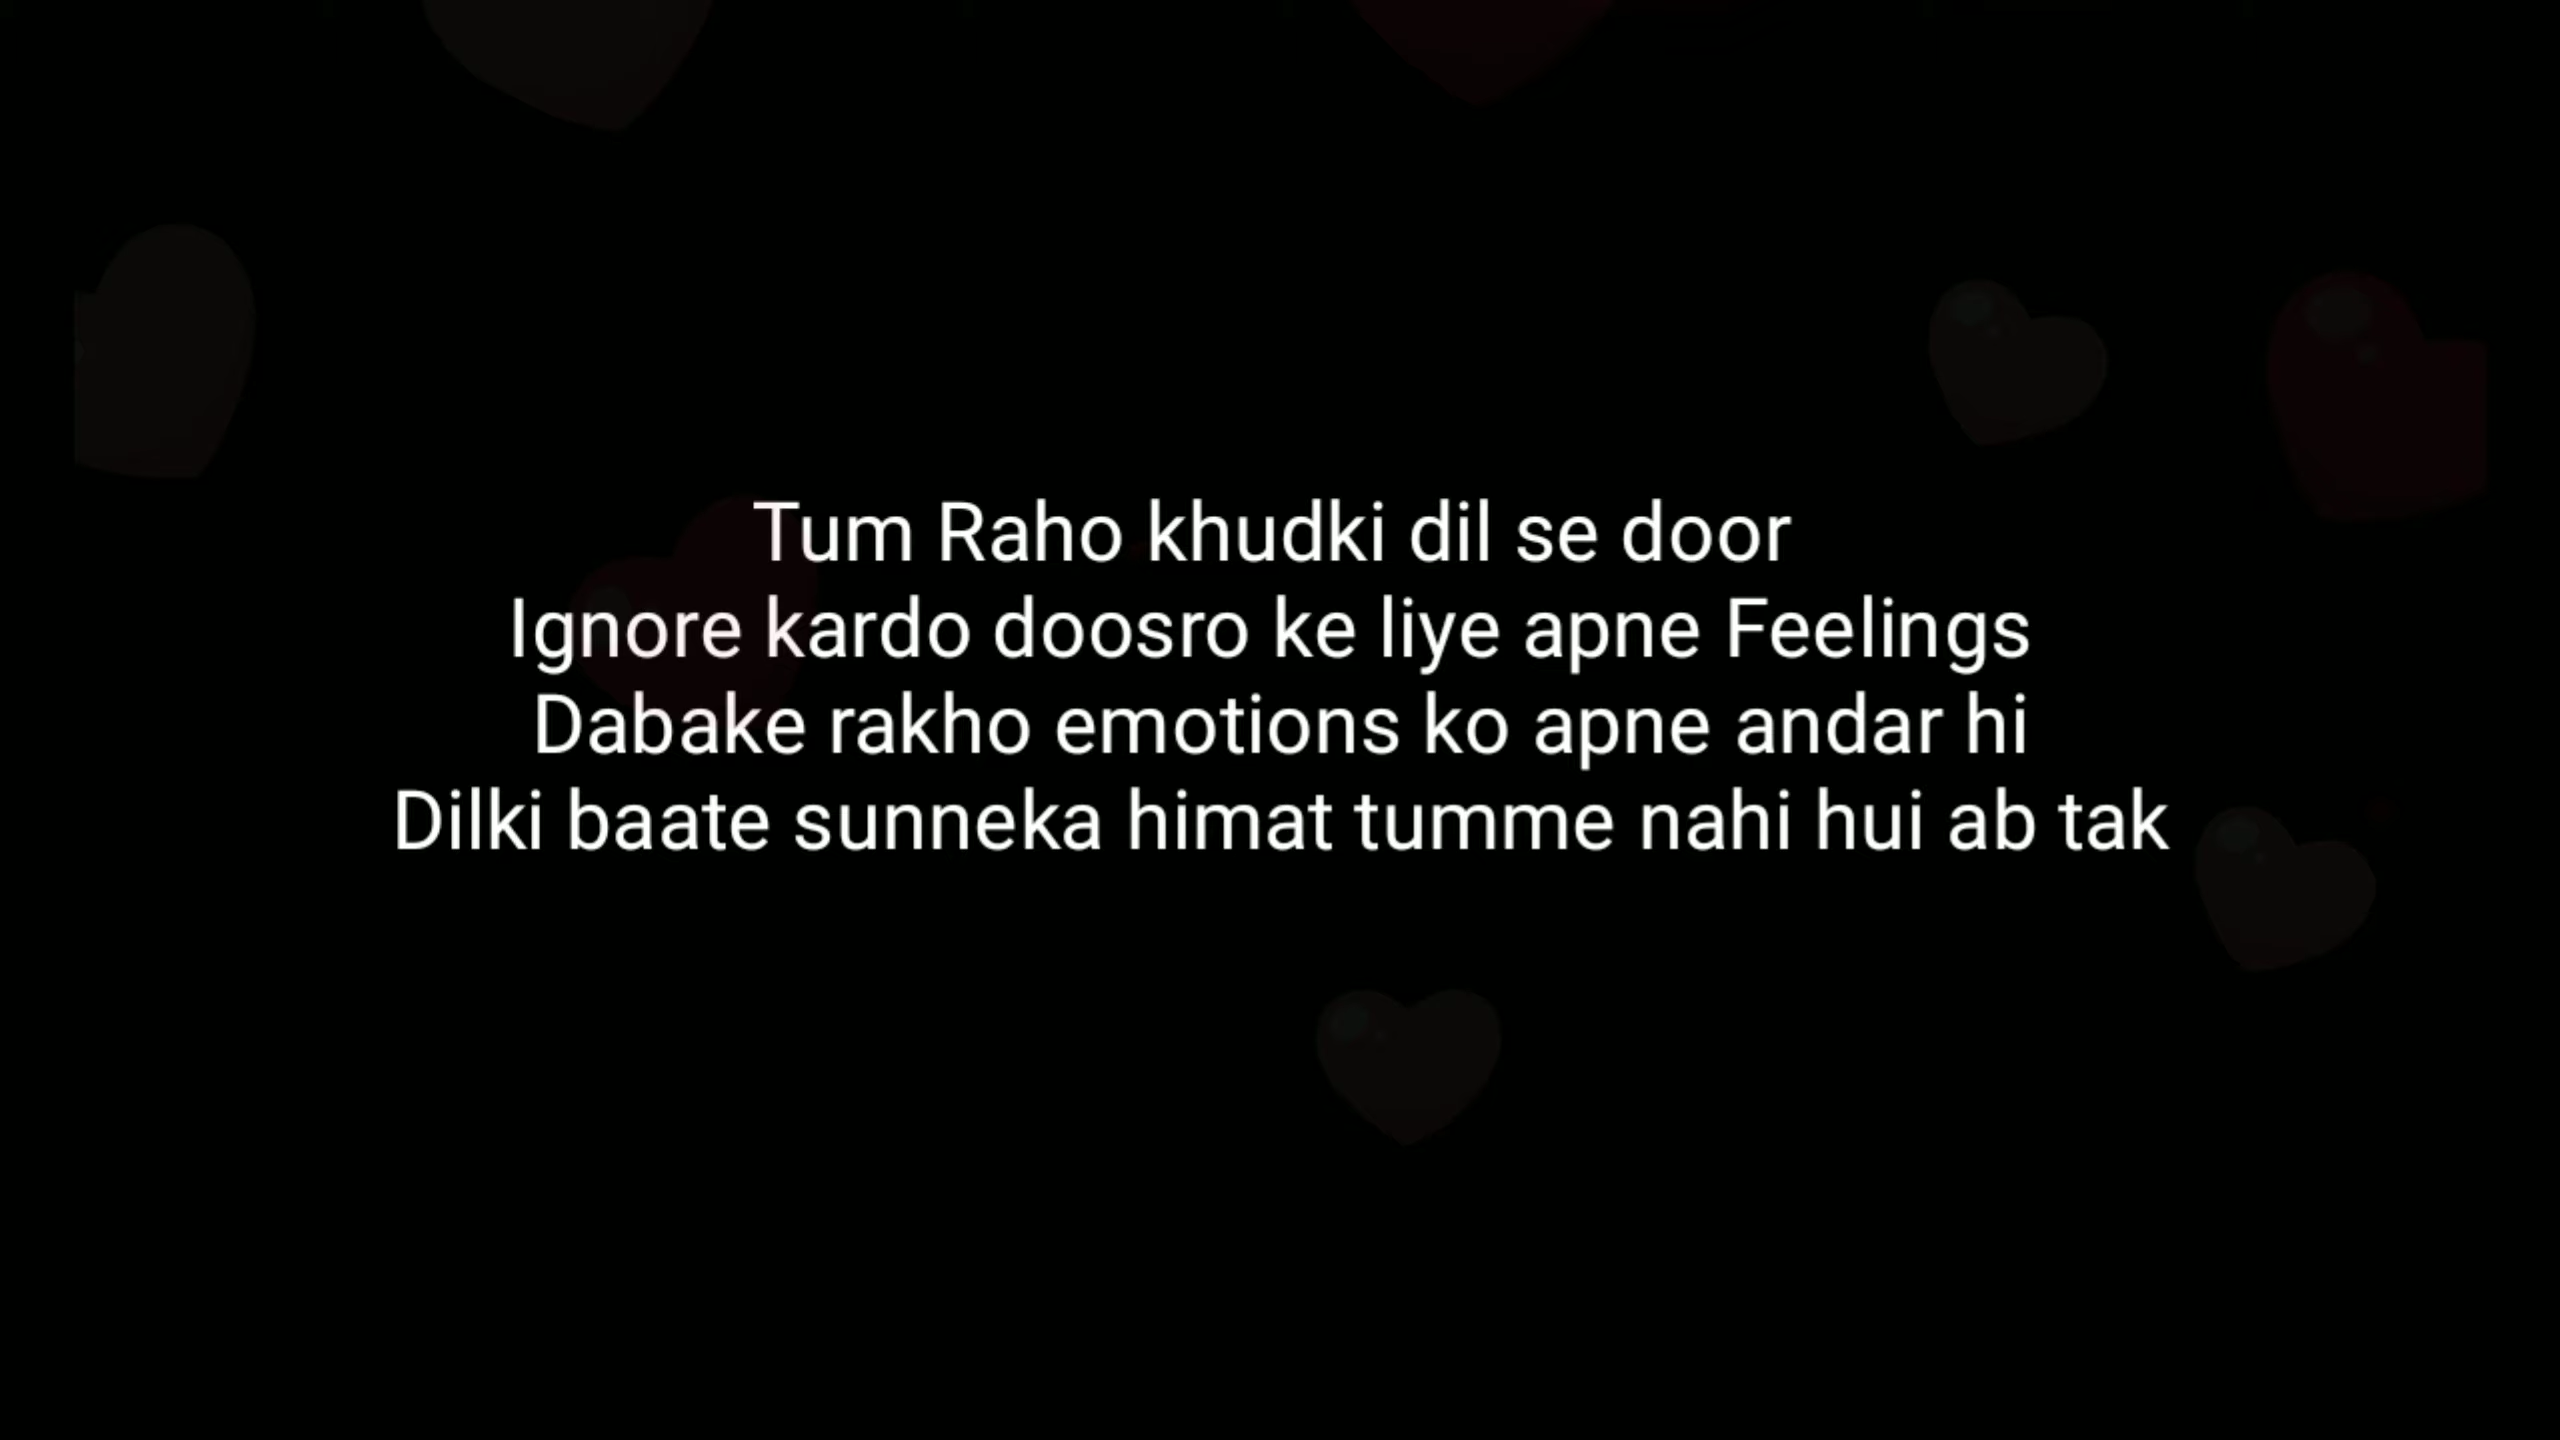 Tum Raho khudki dil se door
Ignore kardo doosro ke liye apne Feelings
Dabake rakho emotions ko apne andar hi
Dilki baate sunneka himat tumme nahi hui ab tak